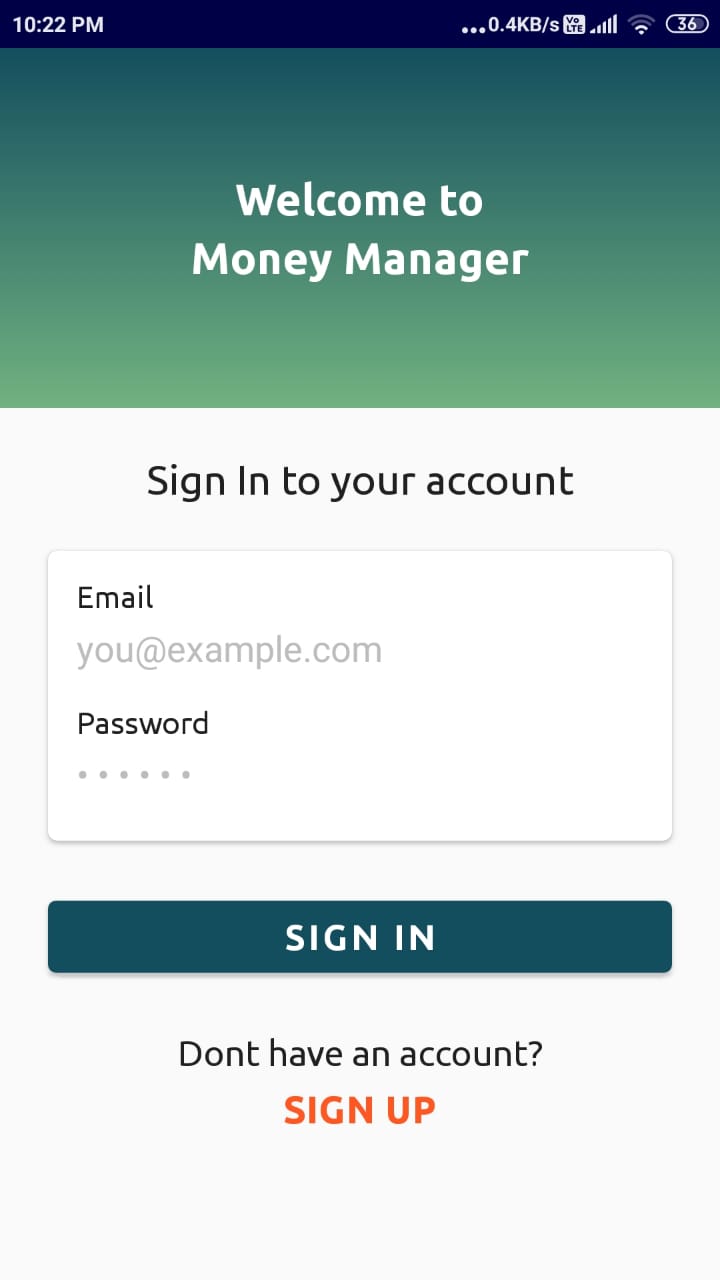 10:22 PM ...0.4KB/s Vo LTE 36
Welcome to
Money Manager
Sign In to your account
Email
you@example.com
Password
SIGN IN
Dont have an account?
SIGN UP